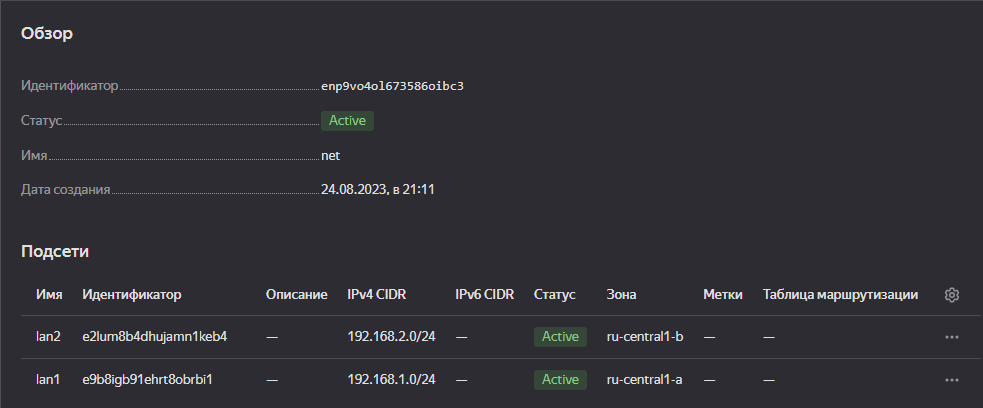 Обзор
Идентификатор enp9vo4ol673586oibc3
Статус Active
Имя net
Дата создания 24.08.2023, в 21:11
Подсети
Имя Идентификатор Описание IPv4 CIDR IPv6 CIDR Статус Зона Метки Таблица маршрутизации
lan2 e2lum8b4dhujamn1keb4 — 192.168.2.0/24 — Active ru-central1-b — —
lan1 e9b8igb91ehrt8obrbi1 — 192.168.1.0/24 — Active ru-central1-a — —